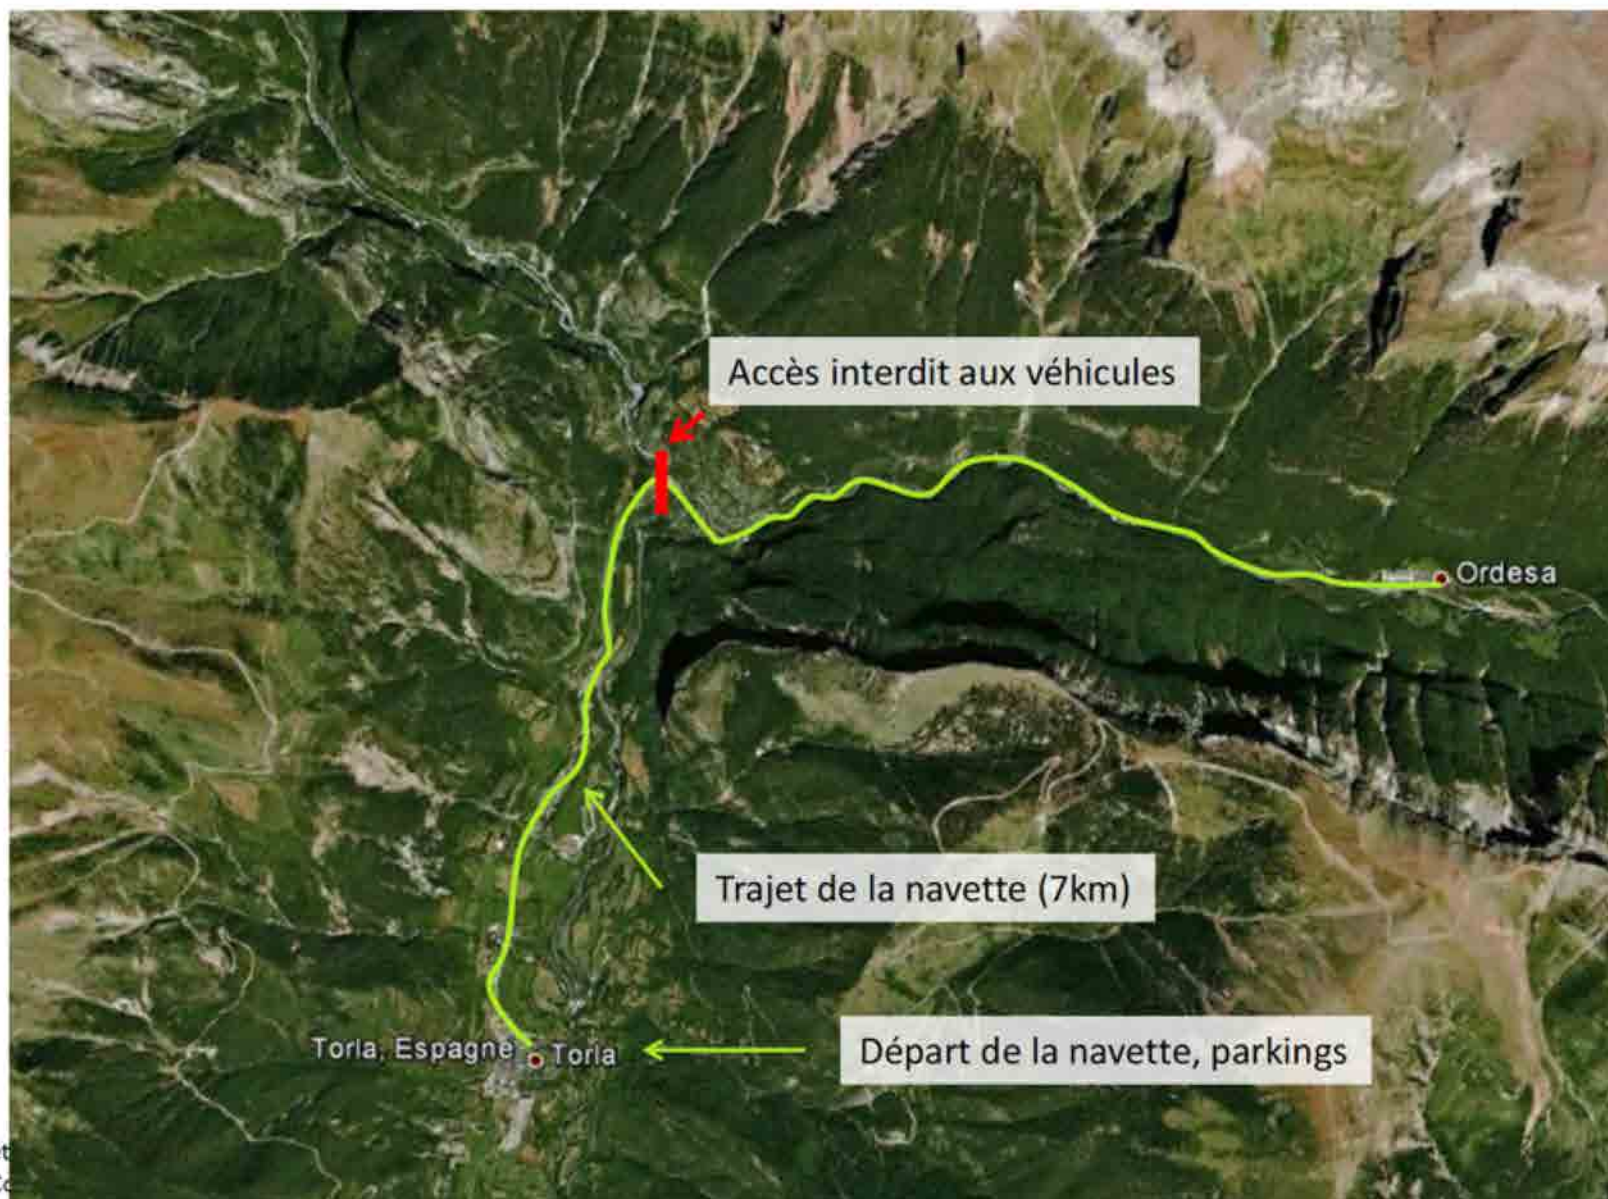 Accès interdit aux véhicules
Ordesa
Trajet de la navette (7km)
Torla, Espagne
Torla
Départ de la navette, parkings